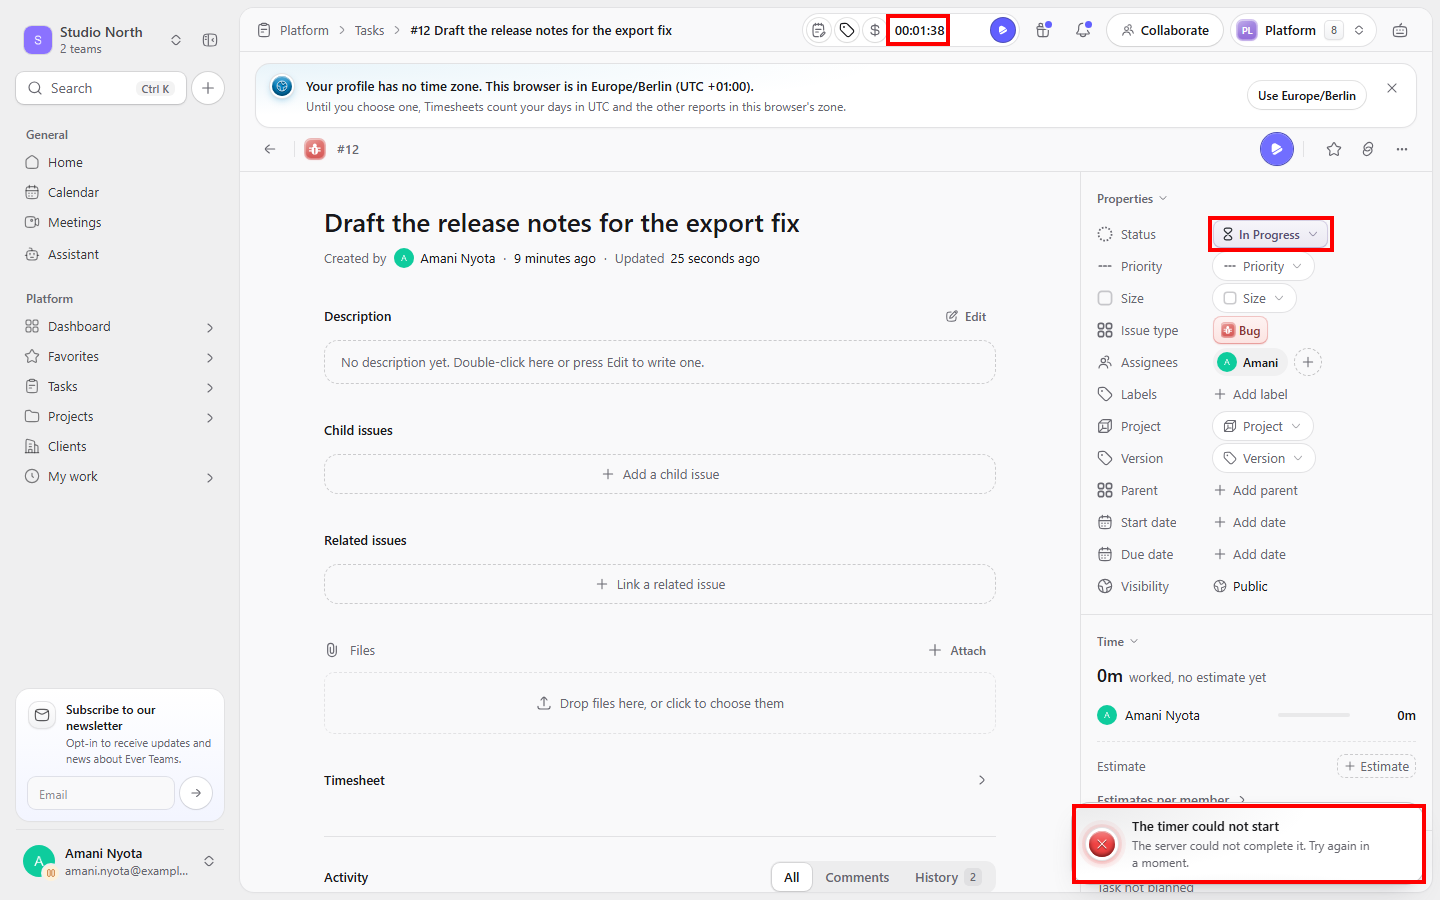 S
Studio North
2 teams
Search
Ctrl K
General
Home
Calendar
Meetings
Assistant
Platform
Dashboard
Favorites
Tasks
Projects
Clients
My work
Subscribe to our
newsletter
Opt-in to receive updates and
news about Ever Teams.
Email
A
Amani Nyota
amani.nyota@exampl...
Platform
Tasks
#12 Draft the release notes for the export fix
$
00:01:38
Collaborate
PL
Platform
8
Your profile has no time zone. This browser is in Europe/Berlin (UTC +01:00).
Until you choose one, Timesheets count your days in UTC and the other reports in this browser's zone.
Use Europe/Berlin
#12
Draft the release notes for the export fix
Created by A Amani Nyota · 9 minutes ago · Updated 25 seconds ago
Description
Edit
No description yet. Double-click here or press Edit to write one.
Child issues
Add a child issue
Related issues
Link a related issue
Files
Attach
Drop files here, or click to choose them
Timesheet
Activity
All
Comments
History 2
Properties
Status
In Progress
Priority
Priority
Size
Size
Issue type
Bug
Assignees
A Amani
Labels
Add label
Project
Project
Version
Version
Parent
Add parent
Start date
Add date
Due date
Add date
Visibility
Public
Time
0m worked, no estimate yet
A Amani Nyota
0m
Estimate
Estimate
Estimates per member
The timer could not start
The server could not complete it. Try again in
a moment.
Task not planned